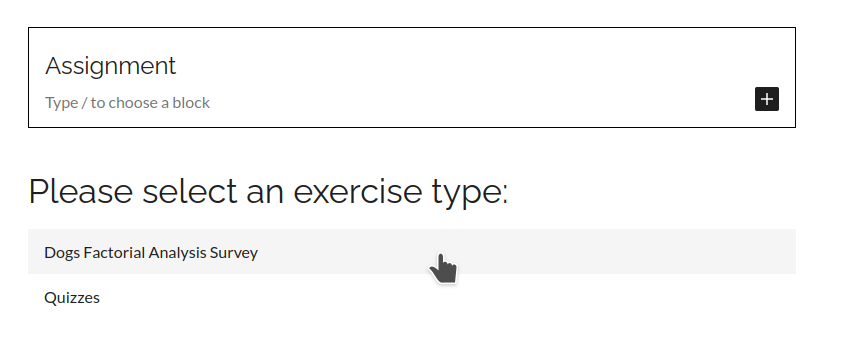 Assignment
Type / to choose a block
Please select an exercise type:
Dogs Factorial Analysis Survey
Quizzes